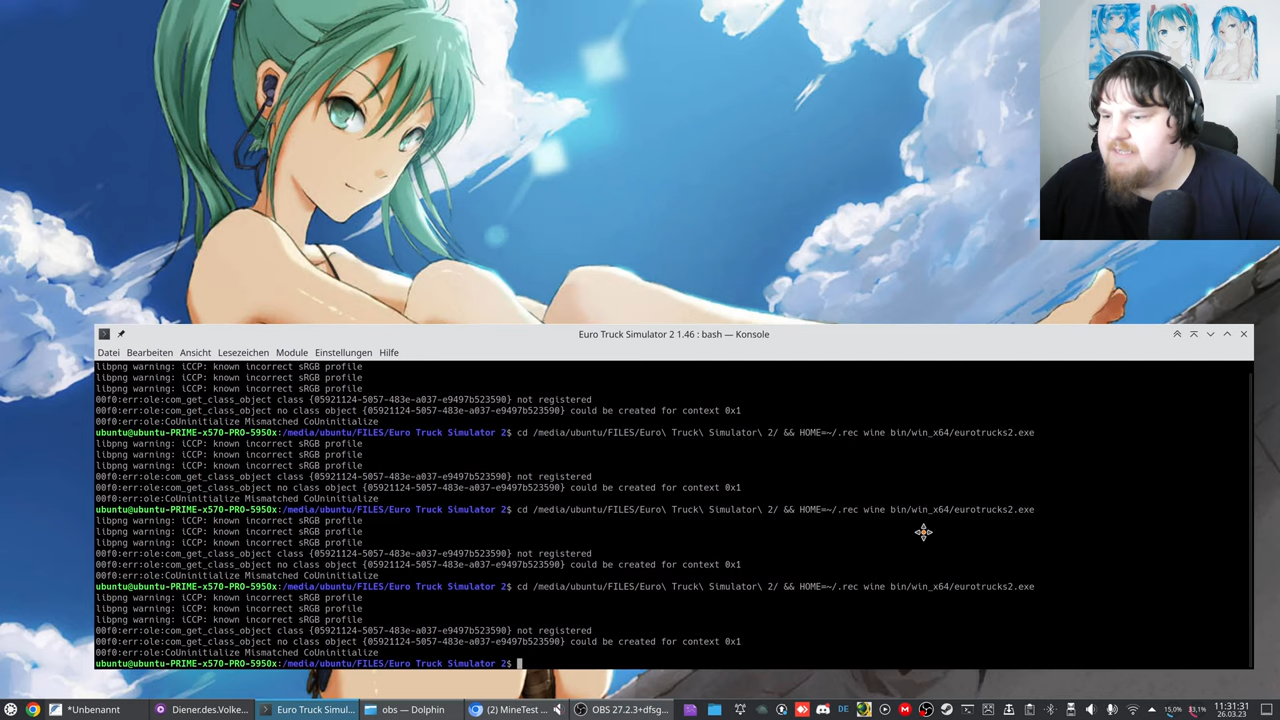 Euro Truck Simulator 2 1.46 : bash — Konsole
Datei Bearbeiten Ansicht Lesezeichen Module Einstellungen Hilfe
libpng warning: iCCP: known incorrect sRGB profile
libpng warning: iCCP: known incorrect sRGB profile
libpng warning: iCCP: known incorrect sRGB profile
00f0:err:ole:com_get_class_object class {05921124-5057-483e-a037-e9497b523590} not registered
00f0:err:ole:com_get_class_object no class object {05921124-5057-483e-a037-e9497b523590} could be created for context 0x1
00f0:err:ole:CoUninitialize Mismatched CoUninitialize
ubuntu@ubuntu-PRIME-x570-PRO-5950x:/media/ubuntu/FILES/Euro Truck Simulator 2$ cd /media/ubuntu/FILES/Euro\ Truck\ Simulator\ 2/ && HOME=~/.rec wine bin/win_x64/eurotrucks2.exe
libpng warning: iCCP: known incorrect sRGB profile
libpng warning: iCCP: known incorrect sRGB profile
libpng warning: iCCP: known incorrect sRGB profile
00f0:err:ole:com_get_class_object class {05921124-5057-483e-a037-e9497b523590} not registered
00f0:err:ole:com_get_class_object no class object {05921124-5057-483e-a037-e9497b523590} could be created for context 0x1
00f0:err:ole:CoUninitialize Mismatched CoUninitialize
ubuntu@ubuntu-PRIME-x570-PRO-5950x:/media/ubuntu/FILES/Euro Truck Simulator 2$ cd /media/ubuntu/FILES/Euro\ Truck\ Simulator\ 2/ && HOME=~/.rec wine bin/win_x64/eurotrucks2.exe
libpng warning: iCCP: known incorrect sRGB profile
libpng warning: iCCP: known incorrect sRGB profile
libpng warning: iCCP: known incorrect sRGB profile
00f0:err:ole:com_get_class_object class {05921124-5057-483e-a037-e9497b523590} not registered
00f0:err:ole:com_get_class_object no class object {05921124-5057-483e-a037-e9497b523590} could be created for context 0x1
00f0:err:ole:CoUninitialize Mismatched CoUninitialize
ubuntu@ubuntu-PRIME-x570-PRO-5950x:/media/ubuntu/FILES/Euro Truck Simulator 2$ cd /media/ubuntu/FILES/Euro\ Truck\ Simulator\ 2/ && HOME=~/.rec wine bin/win_x64/eurotrucks2.exe
libpng warning: iCCP: known incorrect sRGB profile
libpng warning: iCCP: known incorrect sRGB profile
libpng warning: iCCP: known incorrect sRGB profile
00f0:err:ole:com_get_class_object class {05921124-5057-483e-a037-e9497b523590} not registered
00f0:err:ole:com_get_class_object no class object {05921124-5057-483e-a037-e9497b523590} could be created for context 0x1
00f0:err:ole:CoUninitialize Mismatched CoUninitialize
ubuntu@ubuntu-PRIME-x570-PRO-5950x:/media/ubuntu/FILES/Euro Truck Simulator 2$
*Unbenannt Diener.des.Volke... Euro Truck Simul... obs — Dolphin (2) MineTest ... OBS 27.2.3+dfsg... DE 15,0% 11:31:31
26.03.23